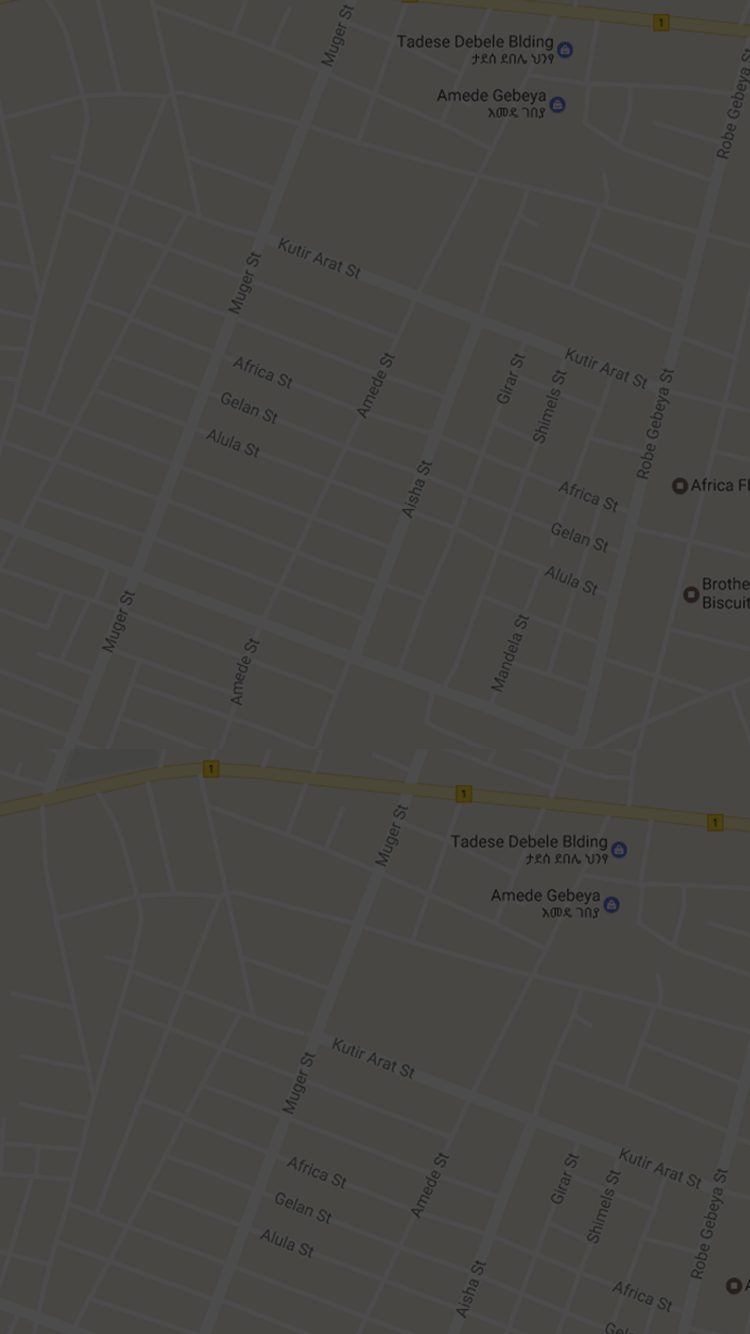 Muger St
1
Tadese Debele Blding
ታደሰ ደበሌ ህንፃ
Robe Gebeya St
Amede Gebeya
አመዴ ገበያ
Kutir Arat St
Muger St
Kutir Arat St
Africa St
Amede St
Girar St
Shimels St
Robe Gebeya St
Gelan St
Alula St
Aisha St
Africa St
Africa
Gelan St
Alula St
Brothe
Biscuit
Muger St
Mandela St
Amede St
1
1
1
Muger St
Tadese Debele Blding
ታደሰ ደበሌ ህንፃ
Amede Gebeya
አመዴ ገበያ
Kutir Arat St
Muger St
Kutir Arat St
Africa St
Amede St
Girar St
Shimels St
Robe Gebeya St
Gelan St
Alula St
Aisha St
Africa St